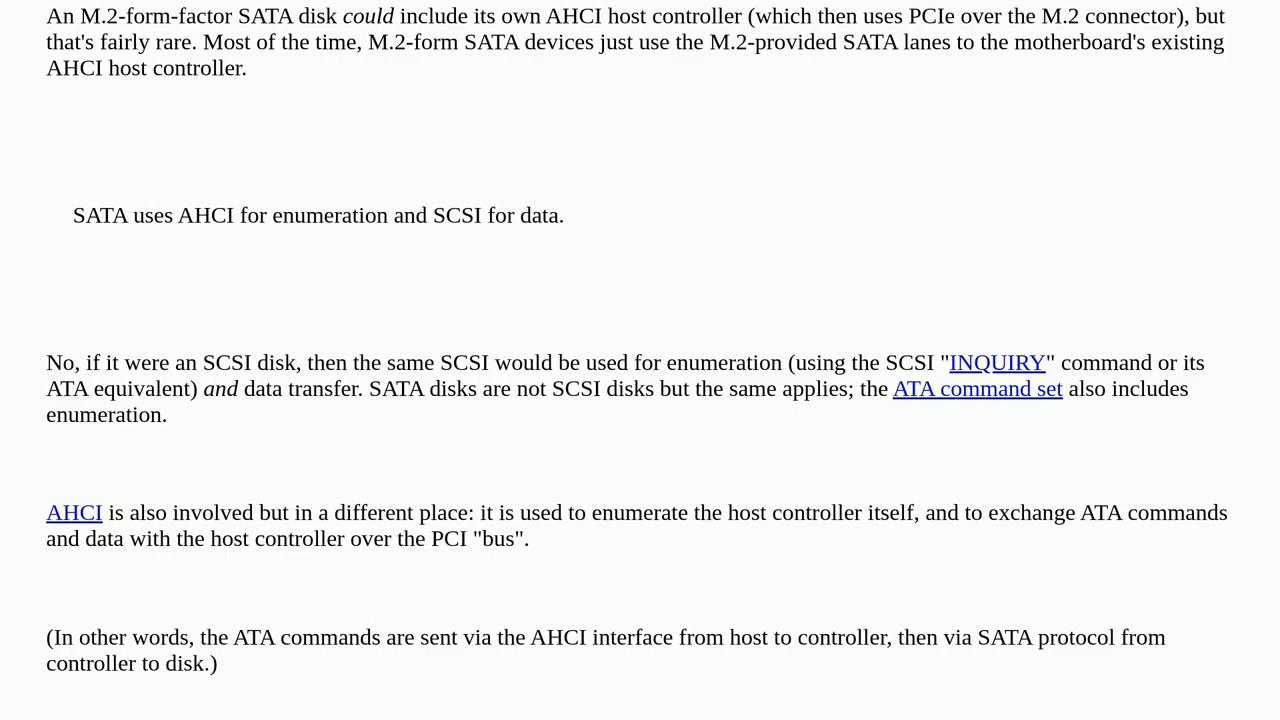 An M.2-form-factor SATA disk could include its own AHCI host controller (which then uses PCIe over the M.2 connector), but
that's fairly rare. Most of the time, M.2-form SATA devices just use the M.2-provided SATA lanes to the motherboard's existing
AHCI host controller.
SATA uses AHCI for enumeration and SCSI for data.
No, if it were an SCSI disk, then the same SCSI would be used for enumeration (using the SCSI "INQUIRY" command or its
ATA equivalent) and data transfer. SATA disks are not SCSI disks but the same applies; the ATA command set also includes
enumeration.
AHCI is also involved but in a different place: it is used to enumerate the host controller itself, and to exchange ATA commands
and data with the host controller over the PCI "bus".
(In other words, the ATA commands are sent via the AHCI interface from host to controller, then via SATA protocol from
controller to disk.)